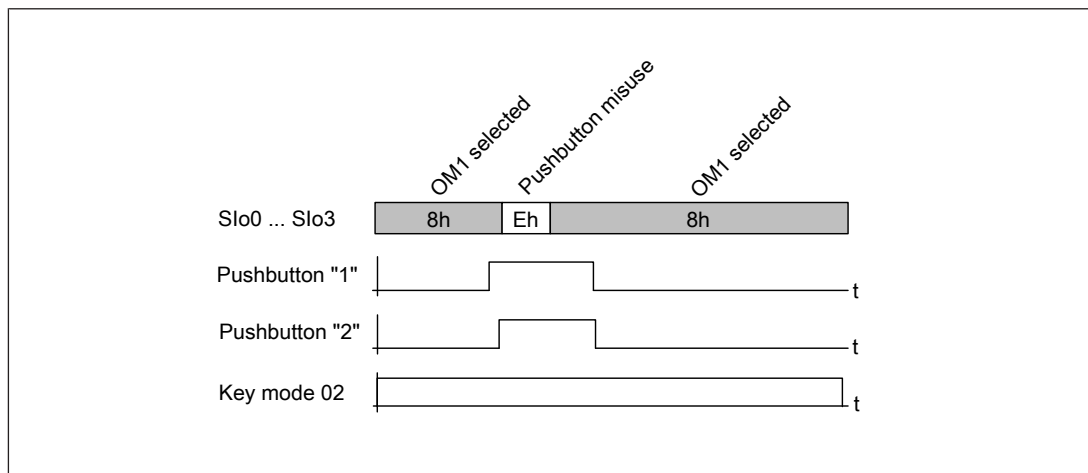 OM1 selected
Pushbutton misuse
OM1 selected
SIo0 ... SIo3
8h
Eh
8h
Pushbutton "1"
t
Pushbutton "2"
t
Key mode 02
t